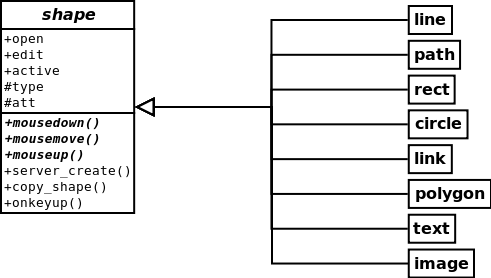 shape
+open
+edit
+active
#type
#att
+mousedown()
+mousemove()
+mouseup()
+server_create()
+copy_shape()
+onkeyup()
line
path
rect
circle
link
polygon
text
image